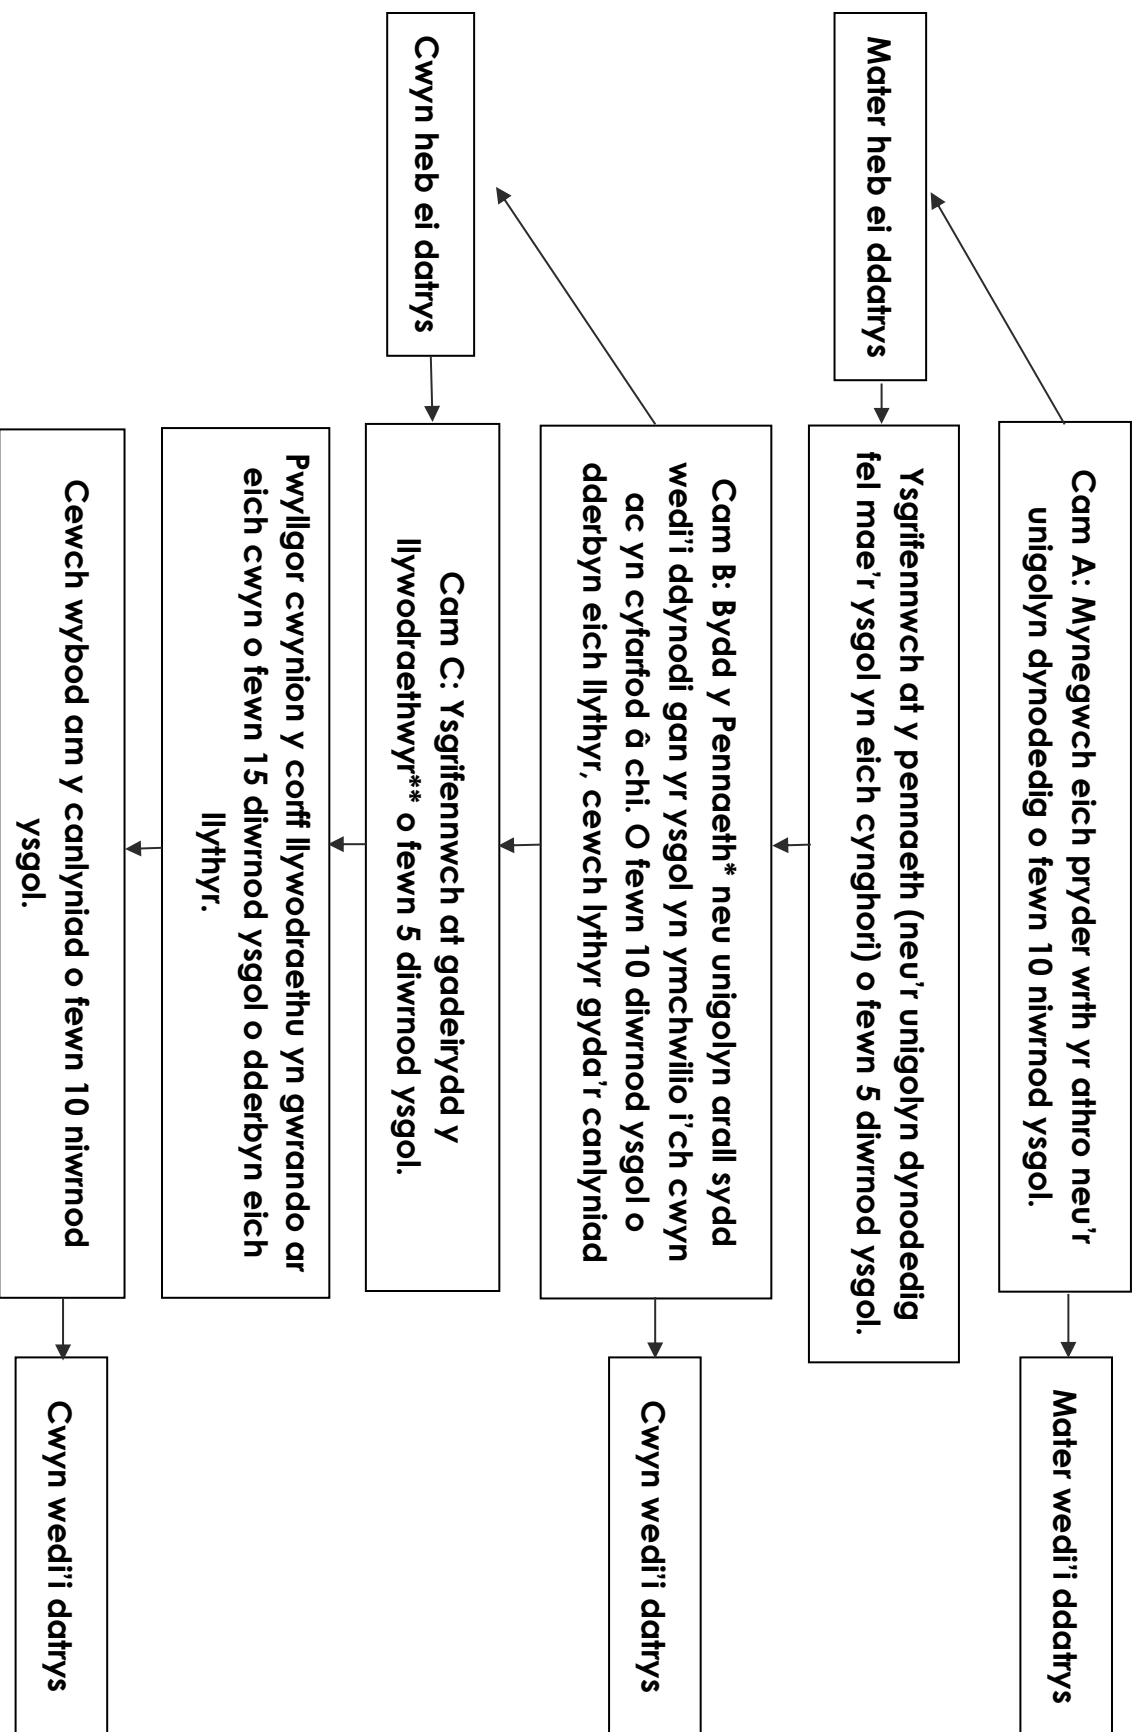 Cam A: Mynegwch eich pryder wrth yr athro neu'r
unigolyn dynodedig o fewn 10 niwrnod ysgol.
Mater wedi'i ddatrys
Mater heb ei ddatrys
Ysgrifennwch at y pennaeth (neu'r unigolyn dynodedig
fel mae'r ysgol yn eich cynghori) o fewn 5 diwrnod ysgol.
Cam B: Bydd y Pennaeth* neu unigolyn arall sydd
wedi'i ddynodi gan yr ysgol yn ymchwilio i'ch cwyn
ac yn cyfarfod â chi. O fewn 10 diwrnod ysgol o
dderbyn eich llythyr, cewch lythyr gyda'r canlyniad
Cwyn wedi'i datrys
Cwyn heb ei datrys
Cam C: Ysgrifennwch at gadeirydd y
llywodraethwyr** o fewn 5 diwrnod ysgol.
Pwyllgor cwynion y corff llywodraethu yn gwrando ar
eich cwyn o fewn 15 diwrnod ysgol o dderbyn eich
llythyr.
Cewch wybod am y canlyniad o fewn 10 niwrnod
ysgol.
Cwyn wedi'i datrys